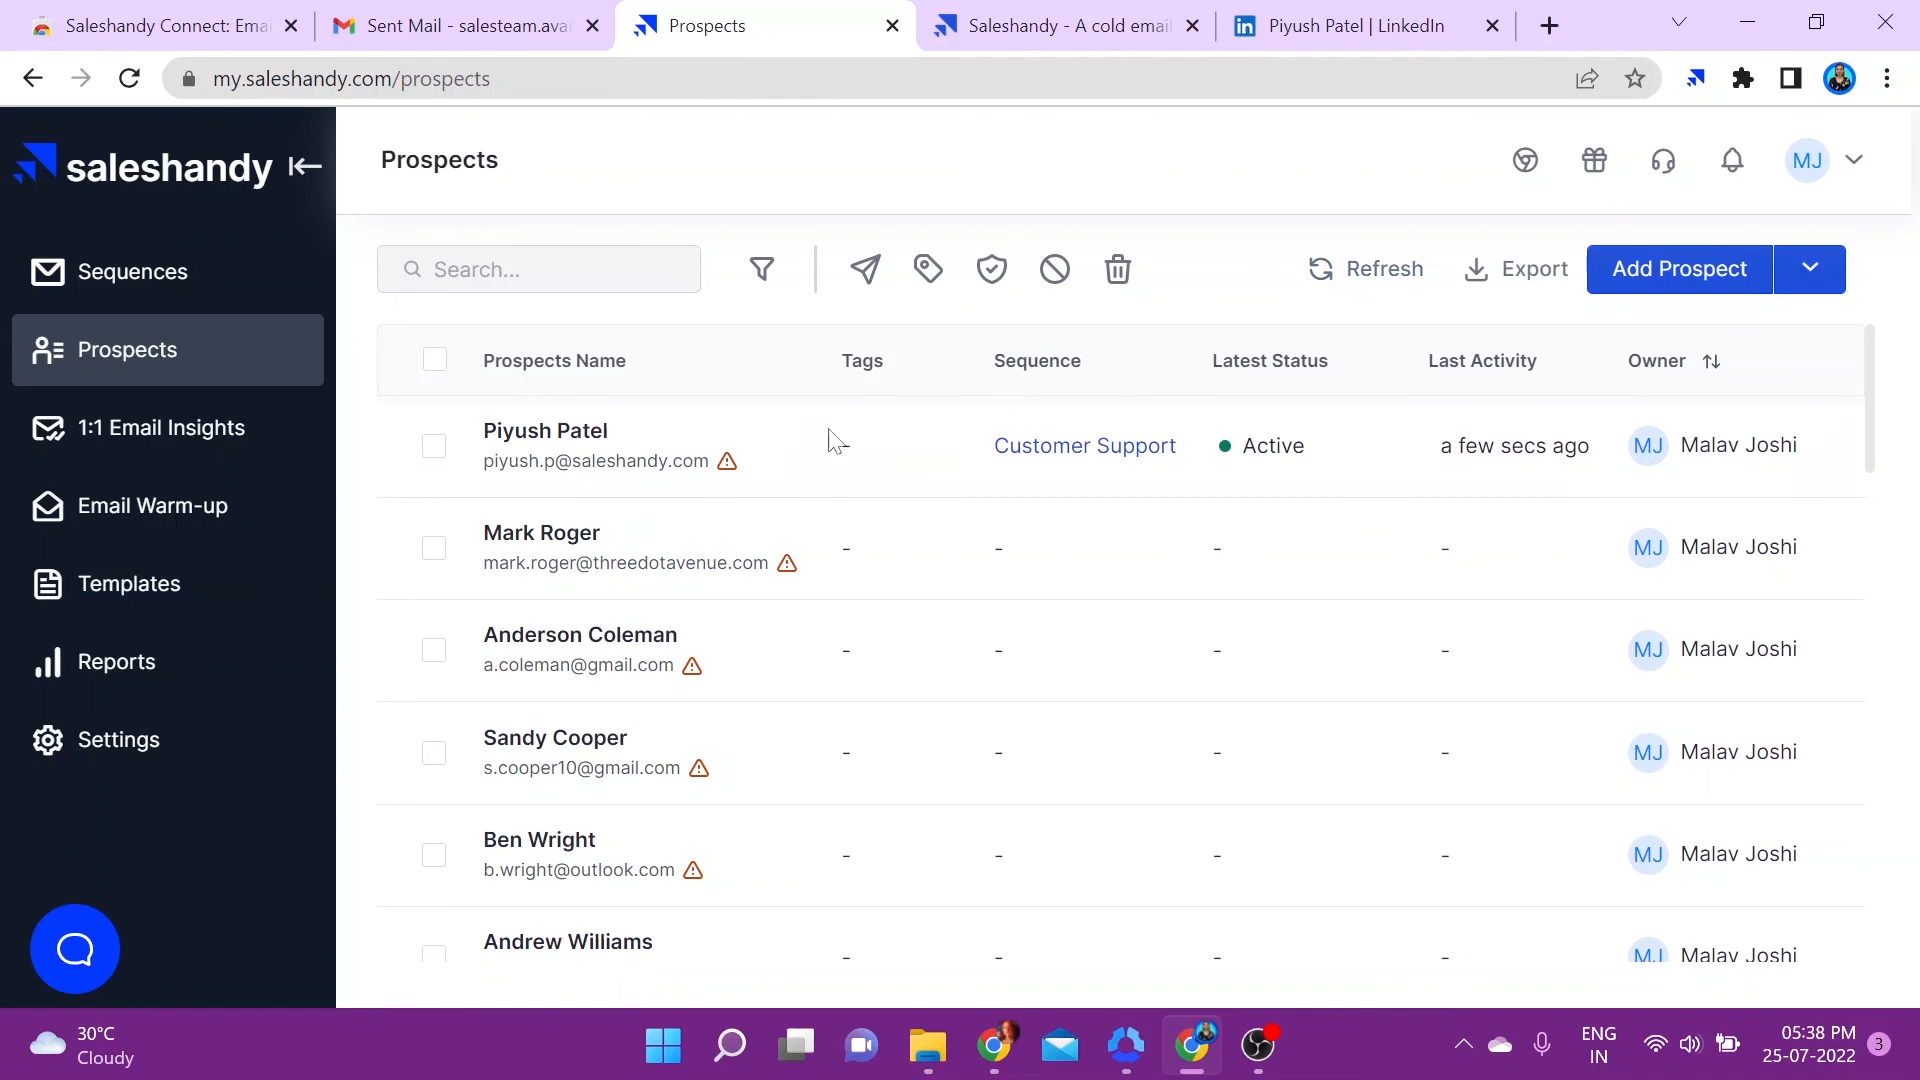 Saleshandy Connect: Ema
Sent Mail - salesteam.ava
Prospects
Saleshandy - A cold email
Piyush Patel | LinkedIn
my.saleshandy.com/prospects
saleshandy
Sequences
Prospects
1:1 Email Insights
Email Warm-up
Templates
Reports
Settings
Prospects
MJ
Search...
Refresh
Export
Add Prospect
Prospects Name Tags Sequence Latest Status Last Activity Owner
Piyush Patel
piyush.p@saleshandy.com
- Customer Support Active a few secs ago MJ Malav Joshi
Mark Roger
mark.roger@threedotavenue.com
- - - - MJ Malav Joshi
Anderson Coleman
a.coleman@gmail.com
- - - - MJ Malav Joshi
Sandy Cooper
s.cooper10@gmail.com
- - - - MJ Malav Joshi
Ben Wright
b.wright@outlook.com
- - - - MJ Malav Joshi
Andrew Williams
- - - - MJ Malav Joshi
30°C
Cloudy
ENG
IN
05:38 PM
25-07-2022
3